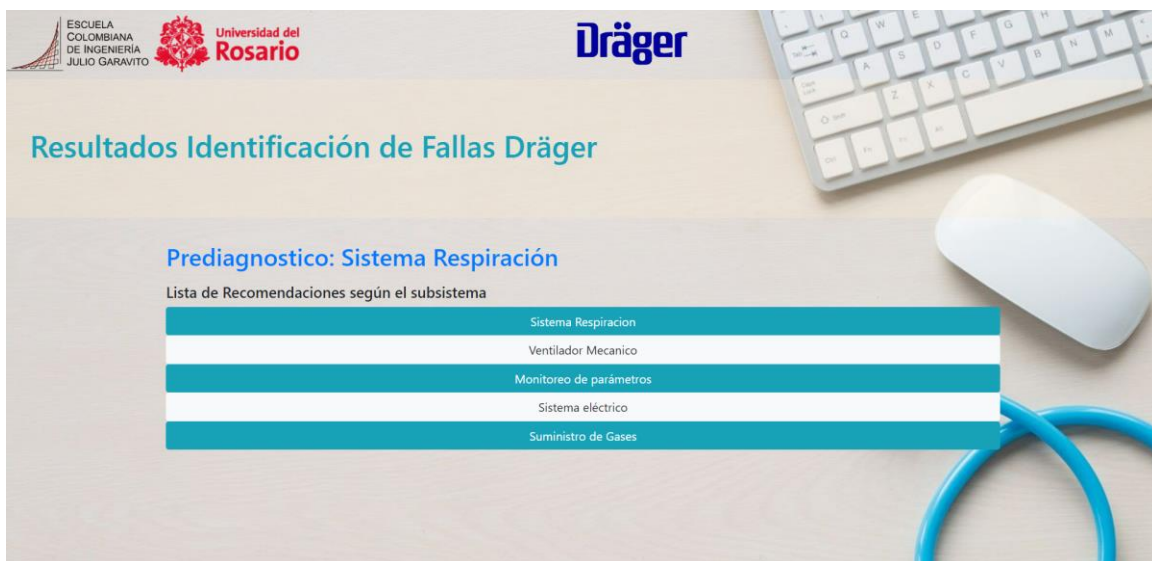 ESCUELA
COLOMBIANA
DE INGENIERÍA
JULIO GARAVITO
Universidad del
Rosario
Dräger
Resultados Identificación de Fallas Dräger
Prediagnostico: Sistema Respiración
Lista de Recomendaciones según el subsistema
Sistema Respiracion
Ventilador Mecanico
Monitoreo de parámetros
Sistema eléctrico
Suministro de Gases